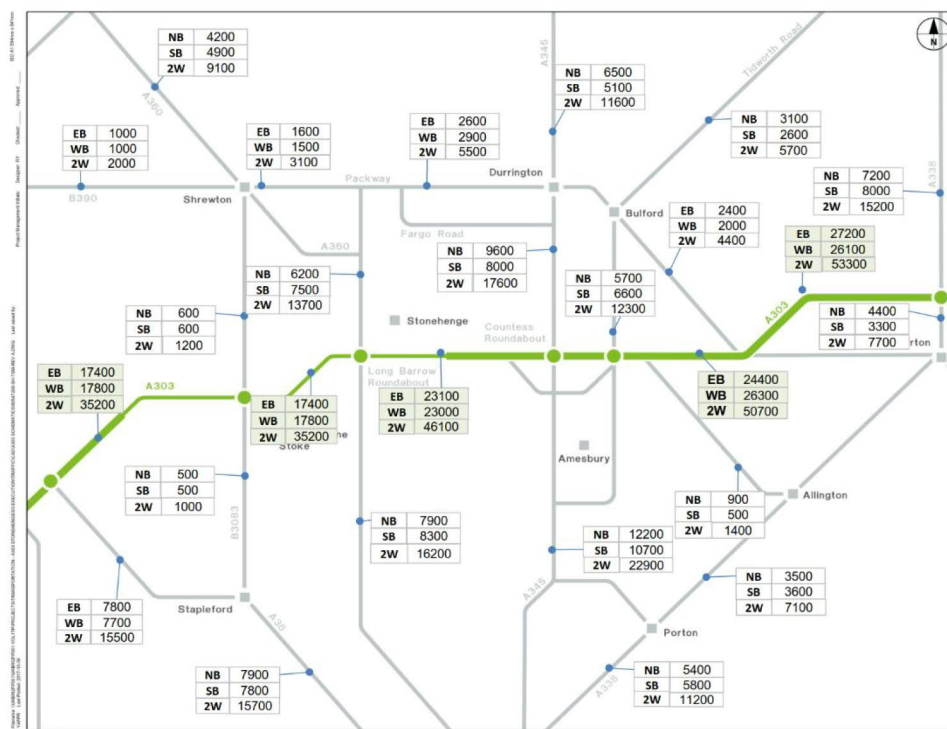 NB 4200
SB 4900
2W 9100
A360
A345
NB 6500
SB 5100
2W 11600
Tidworth Road
N
NB 3100
SB 2600
2W 5700
EB 1000
WB 1000
2W 2000
EB 1600
WB 1500
2W 3100
EB 2600
WB 2900
2W 5500
Durrington
Packway
B390
Shrewton
Bulford
NB 7200
SB 8000
2W 15200
A338
Fargo Road
A360
EB 2400
WB 2000
2W 4400
EB 27200
WB 26100
2W 53300
NB 6200
SB 7500
2W 13700
NB 9600
SB 8000
2W 17600
NB 5700
SB 6600
2W 12300
NB 600
SB 600
2W 1200
Stonehenge
Countess
Roundabout
A303
NB 4400
SB 3300
2W 7700
rton
EB 17400
WB 17800
2W 35200
A303
Long Barrow
Roundabout
EB 17400
WB 17800
2W 35200
ne
Stoke
EB 23100
WB 23000
2W 46100
EB 24400
WB 26300
2W 50700
Amesbury
NB 500
SB 500
2W 1000
B3083
NB 900
SB 500
2W 1400
Allington
NB 7900
SB 8300
2W 16200
NB 12200
SB 10700
2W 22900
EB 7800
WB 7700
2W 15500
Stapleford
A36
A345
NB 3500
SB 3600
2W 7100
Porton
NB 7900
SB 7800
2W 15700
A338
NB 5400
SB 5800
2W 11200